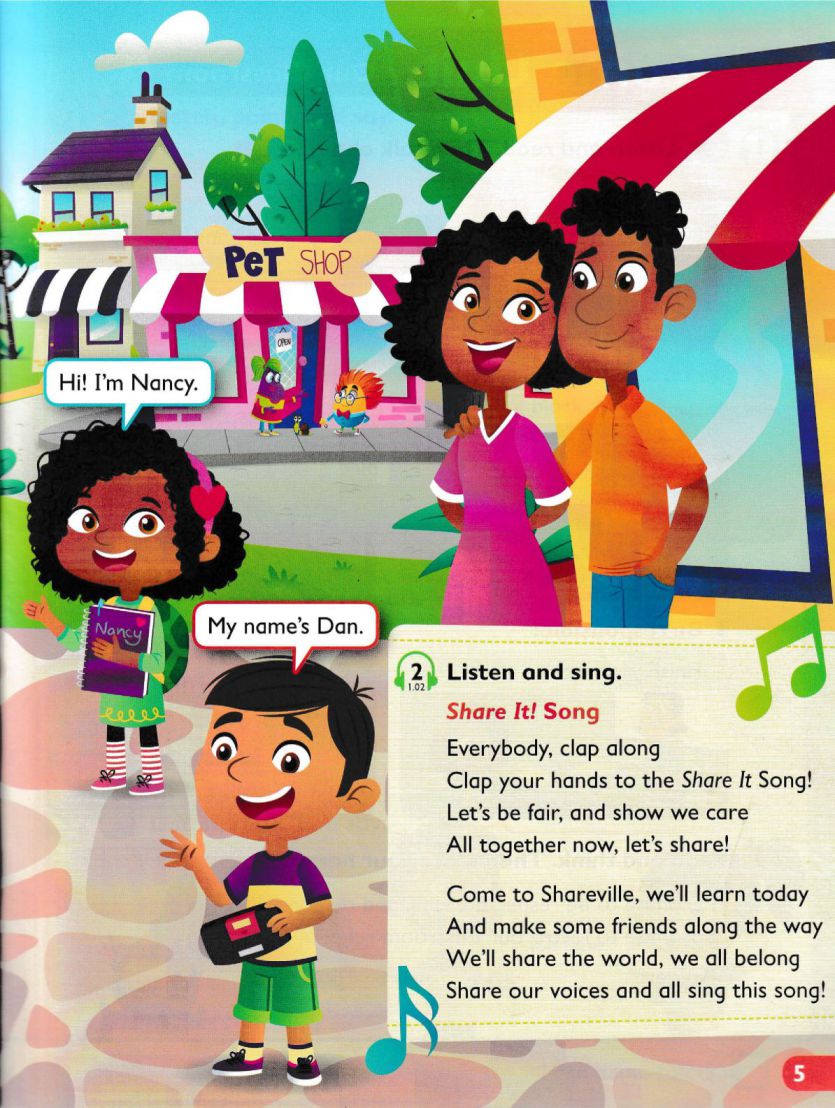 PET SHOP
OPEN
Hi! I'm Nancy.
Nancy
My name's Dan.
2
1.02
Listen and sing.
Share It! Song
Everybody, clap along
Clap your hands to the Share It Song!
Let's be fair, and show we care
All together now, let's share!
Come to Shareville, we'll learn today
And make some friends along the way
We'll share the world, we all belong
Share our voices and all sing this song!
5